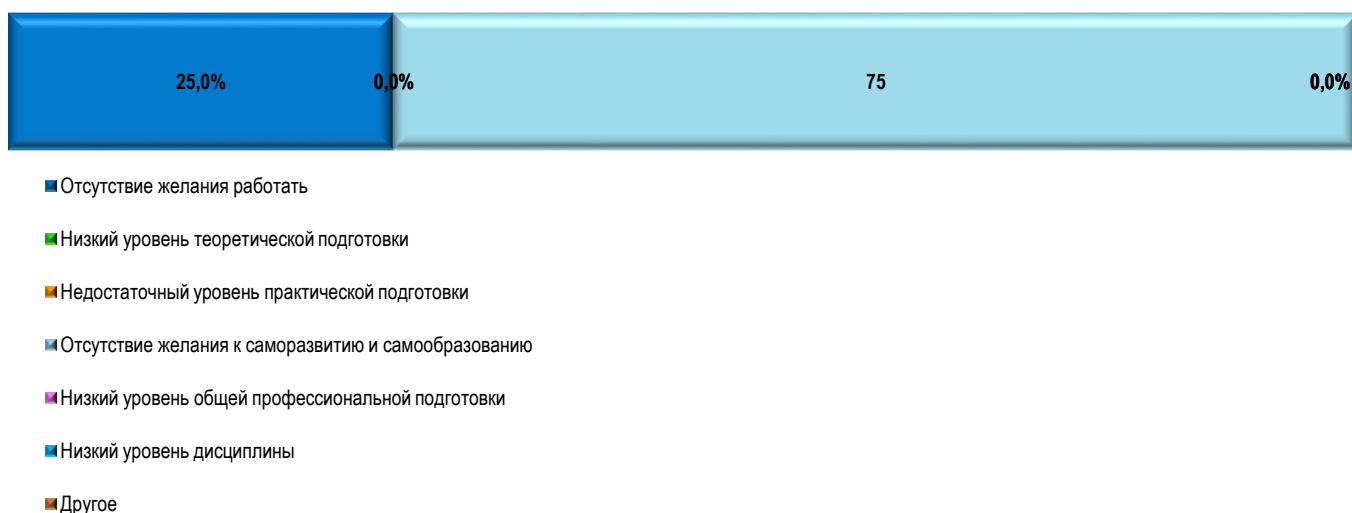 25,0% 0,0% 75 0,0%
Отсутствие желания работать
Низкий уровень теоретической подготовки
Недостаточный уровень практической подготовки
Отсутствие желания к саморазвитию и самообразованию
Низкий уровень общей профессиональной подготовки
Низкий уровень дисциплины
Другое